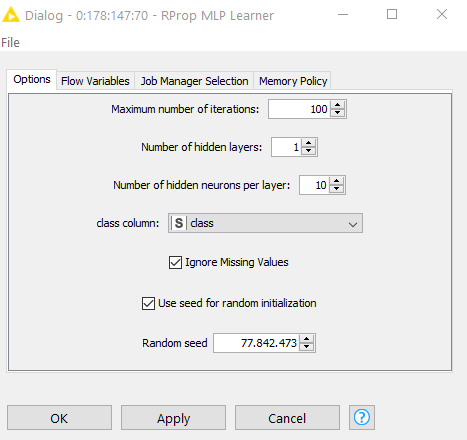 Dialog - 0:178:147:70 - RProp MLP Learner
File
Options Flow Variables Job Manager Selection Memory Policy
Maximum number of iterations: 100
Number of hidden layers: 1
Number of hidden neurons per layer: 10
class column: S class
Ignore Missing Values
Use seed for random initialization
Random seed 77.842.473
OK Apply Cancel ?